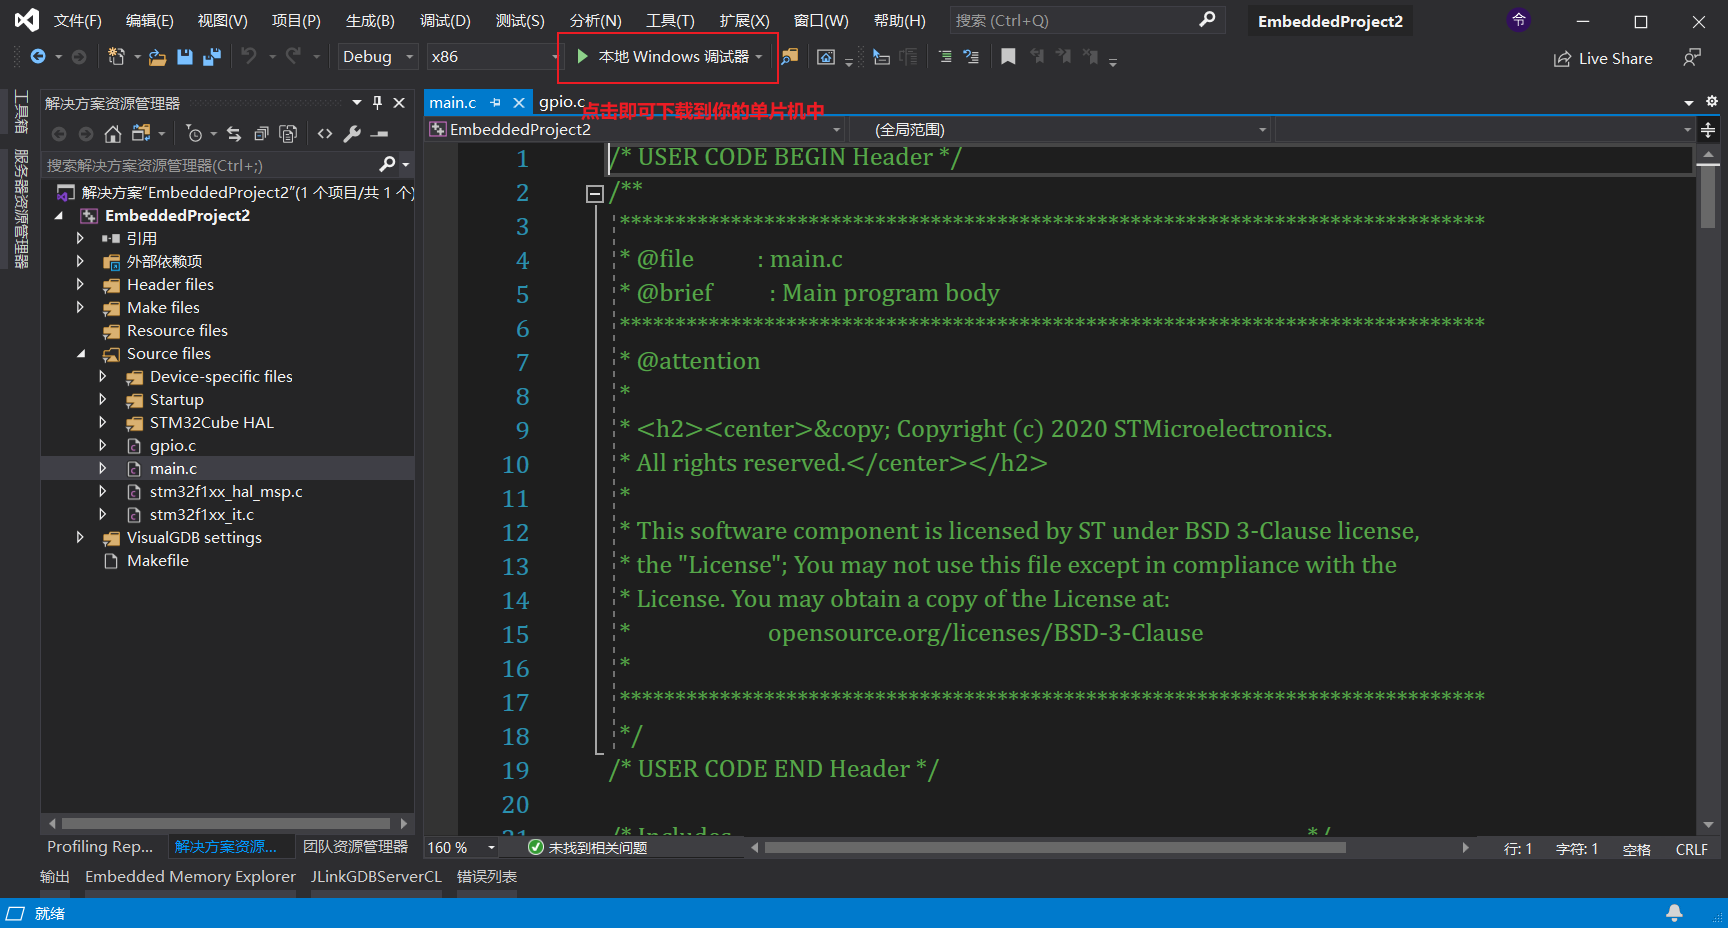 文件(F) 编辑(E) 视图(V) 项目(P) 生成(B) 调试(D) 测试(S) 分析(N) 工具(T) 扩展(X) 窗口(W) 帮助(H) 搜索 (Ctrl+Q) EmbeddedProject2 令
Debug x86 本地 Windows 调试器 Live Share
工具箱
服务器资源管理器
解决方案资源管理器
搜索解决方案资源管理器(Ctrl+;)
解决方案"EmbeddedProject2"(1 个项目/共 1 个)
EmbeddedProject2
引用
外部依赖项
Header files
Make files
Resource files
Source files
Device-specific files
Startup
STM32Cube HAL
gpio.c
main.c
stm32f1xx_hal_msp.c
stm32f1xx_it.c
VisualGDB settings
Makefile
Profiling Rep... 解决方案资源... 团队资源管理器
main.c gpio.c
点击即可下载到你的单片机中
EmbeddedProject2 (全局范围)
1 /* USER CODE BEGIN Header */
2 /**
3 ******************************************************************************
4 * @file : main.c
5 * @brief : Main program body
6 ******************************************************************************
7 * @attention
8 *
9 * <h2><center>&copy; Copyright (c) 2020 STMicroelectronics.
10 * All rights reserved.</center></h2>
11 *
12 * This software component is licensed by ST under BSD 3-Clause license,
13 * the "License"; You may not use this file except in compliance with the
14 * License. You may obtain a copy of the License at:
15 * opensource.org/licenses/BSD-3-Clause
16 *
17 ******************************************************************************
18 */
19 /* USER CODE END Header */
20
21 /* Includes */
160 % 未找到相关问题 行: 1 字符: 1 空格 CRLF
输出 Embedded Memory Explorer JLinkGDBServerCL 错误列表
就绪